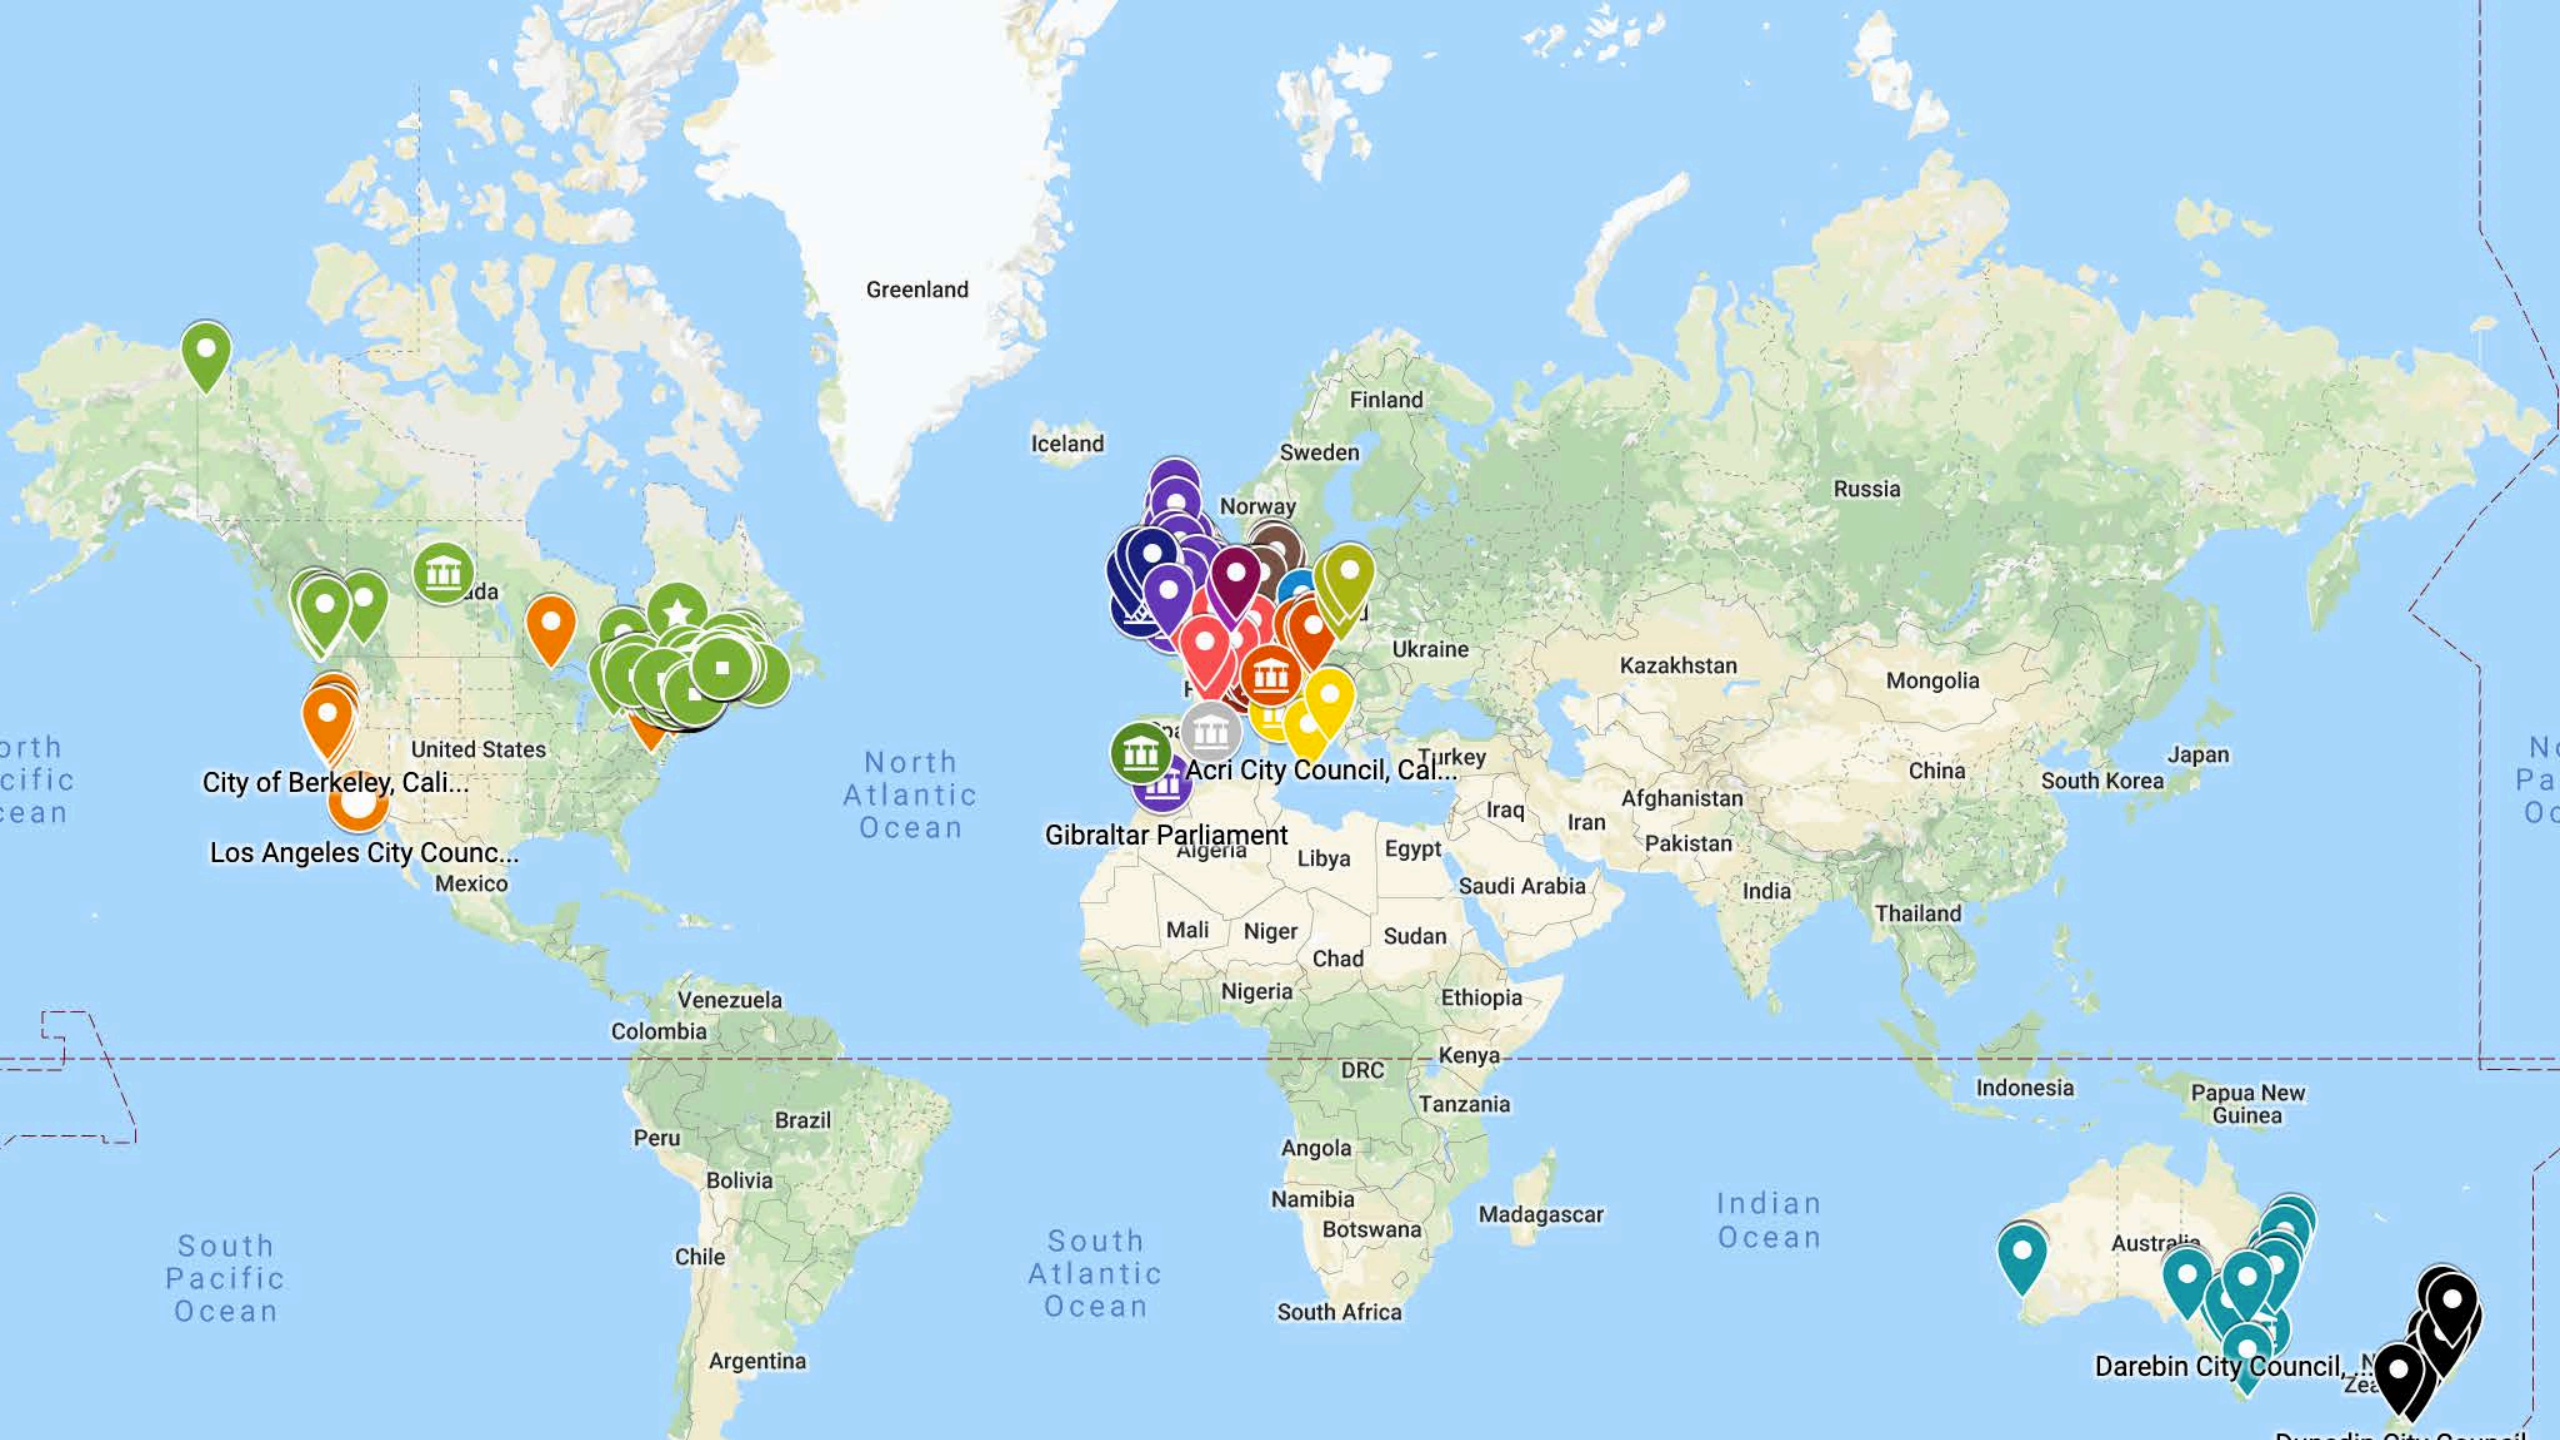 Greenland
Finland
Iceland
Sweden
Norway
Russia
Ukraine
Kazakhstan
Mongolia
United States
North
Atlantic
Ocean
Turkey
Japan
China
South Korea
City of Berkeley, Cali...
Acri City Council, Cal...
Afghanistan
Iraq
Iran
Pakistan
Gibraltar Parliament
Algeria
Libya
Egypt
Los Angeles City Counc...
Mexico
Saudi Arabia
India
Thailand
Mali
Niger
Sudan
Chad
Nigeria
Ethiopia
Venezuela
Colombia
Kenya
DRC
Indonesia
Papua New
Guinea
Tanzania
Brazil
Peru
Angola
Bolivia
Namibia
Botswana
Madagascar
Indian
Ocean
South
Pacific
Ocean
South
Atlantic
Ocean
Chile
Australia
South Africa
Argentina
Darebin City Council, ...
Dunedin City Council